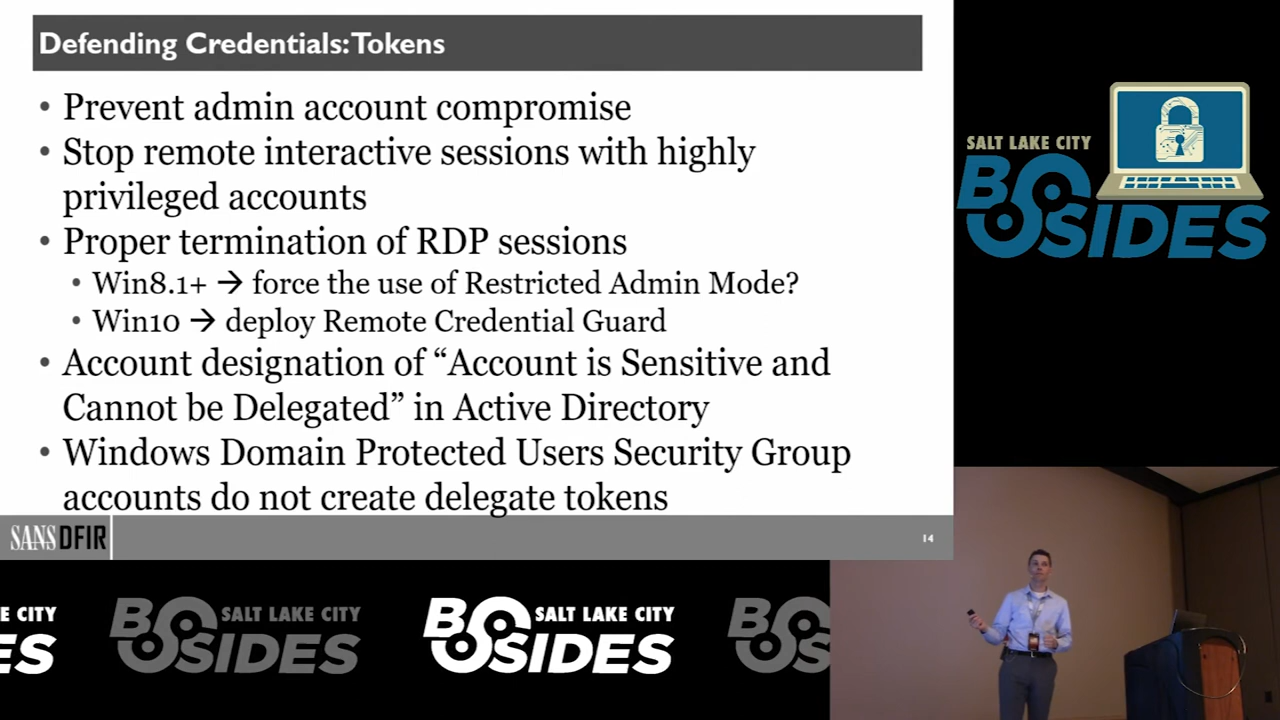 Defending Credentials: Tokens
• Prevent admin account compromise
• Stop remote interactive sessions with highly
privileged accounts
• Proper termination of RDP sessions
• Win8.1+ → force the use of Restricted Admin Mode?
• Win10 → deploy Remote Credential Guard
• Account designation of “Account is Sensitive and
Cannot be Delegated” in Active Directory
• Windows Domain Protected Users Security Group
accounts do not create delegate tokens
SANS DFIR
14
SALT LAKE CITY
BSIDES
E CITY
ES
SALT LAKE CITY
BSIDES
SALT LAKE CITY
BSIDES
B
SIDES